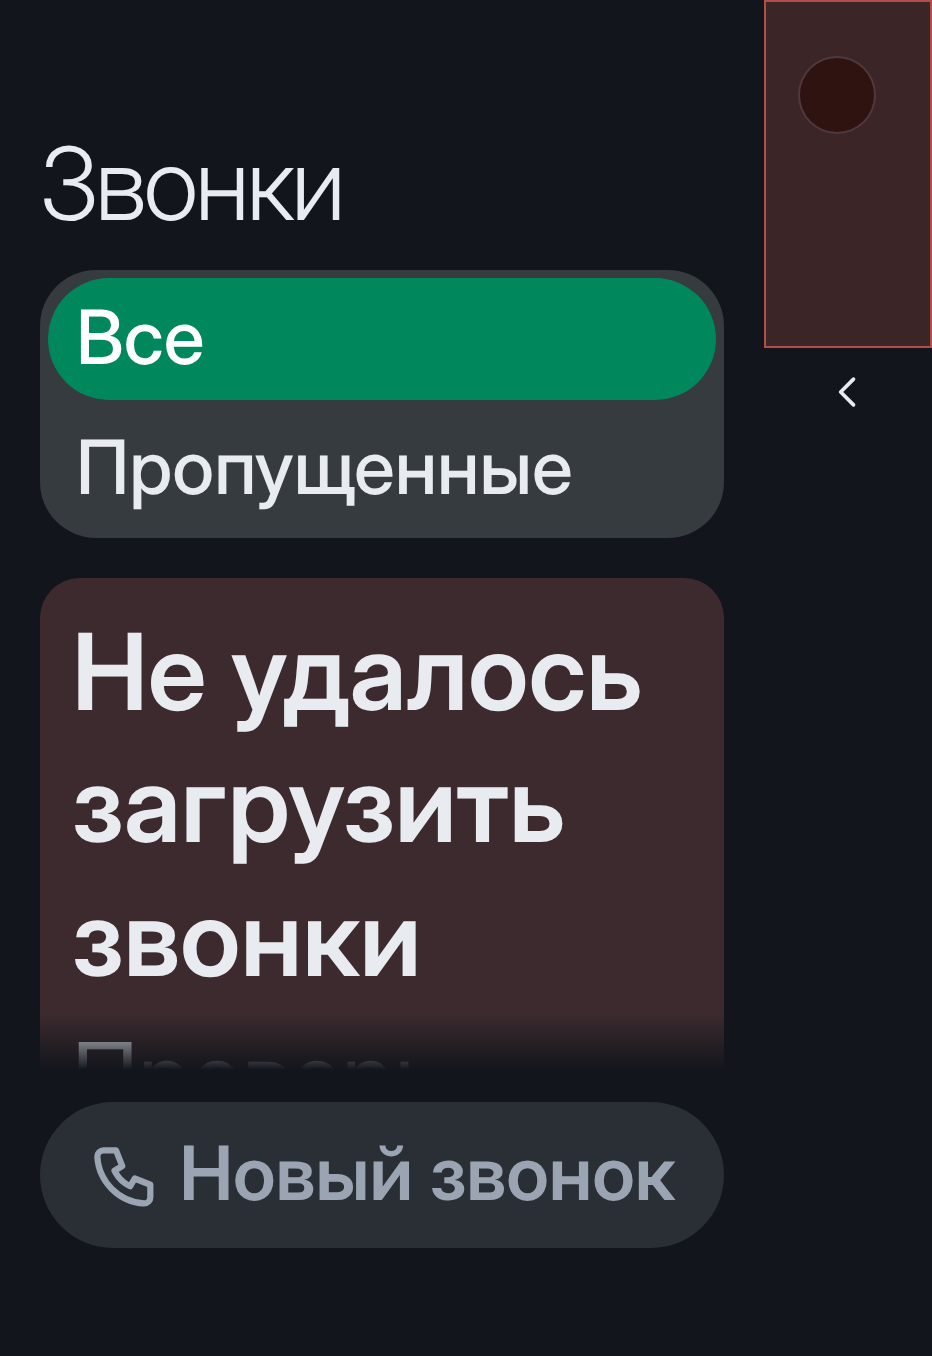 Звонки
Все
Пропущенные
Не удалось
загрузить
звонки
Новый звонок